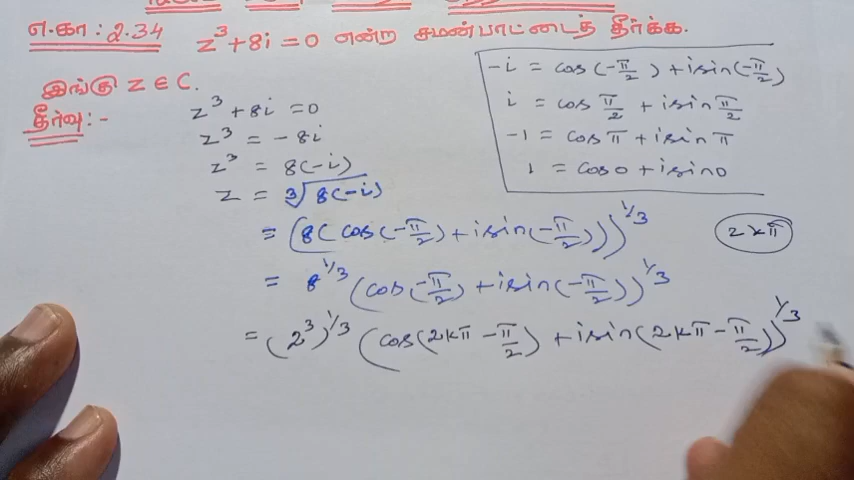 எ.கா : 2.34 z³ + 8i = 0 என்ற சமன்பாட்டைத் தீர்க்க.
இங்கு z ∈ C.
தீர்வு :-
z³ + 8i = 0
z³ = - 8i
z³ = 8(-i)
z = ∛8(-i)
= (8(cos(-π/2) + i sin(-π/2)))^1/3
= 8^1/3 (cos(-π/2) + i sin(-π/2))^1/3
= (2³)^1/3 (cos(2kπ - π/2) + i sin(2kπ - π/2))^1/3
-i = cos(-π/2) + i sin(-π/2)
i = cos π/2 + i sin π/2
-1 = cos π + i sin π
1 = cos 0 + i sin 0
2kπ